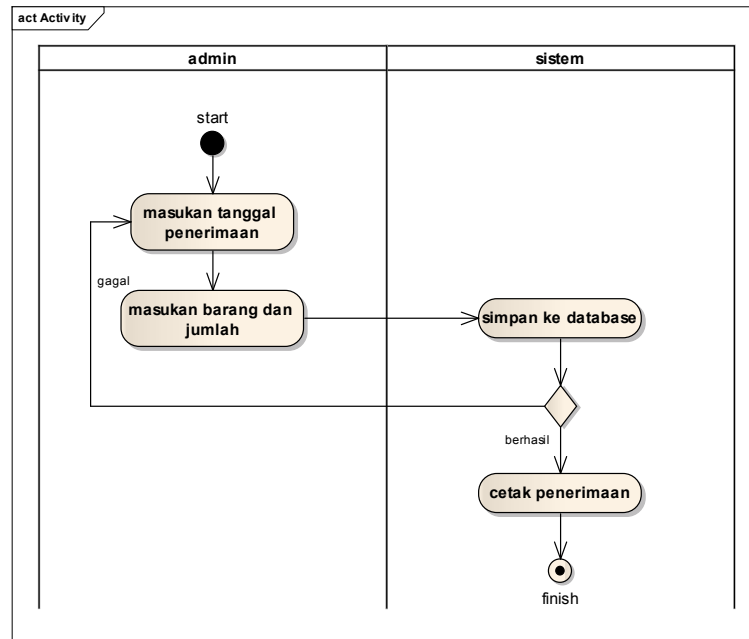 act Activity
admin
sistem
start
masukan tanggal
penerimaan
gagal
masukan barang dan
jumlah
simpan ke database
berhasil
cetak penerimaan
finish